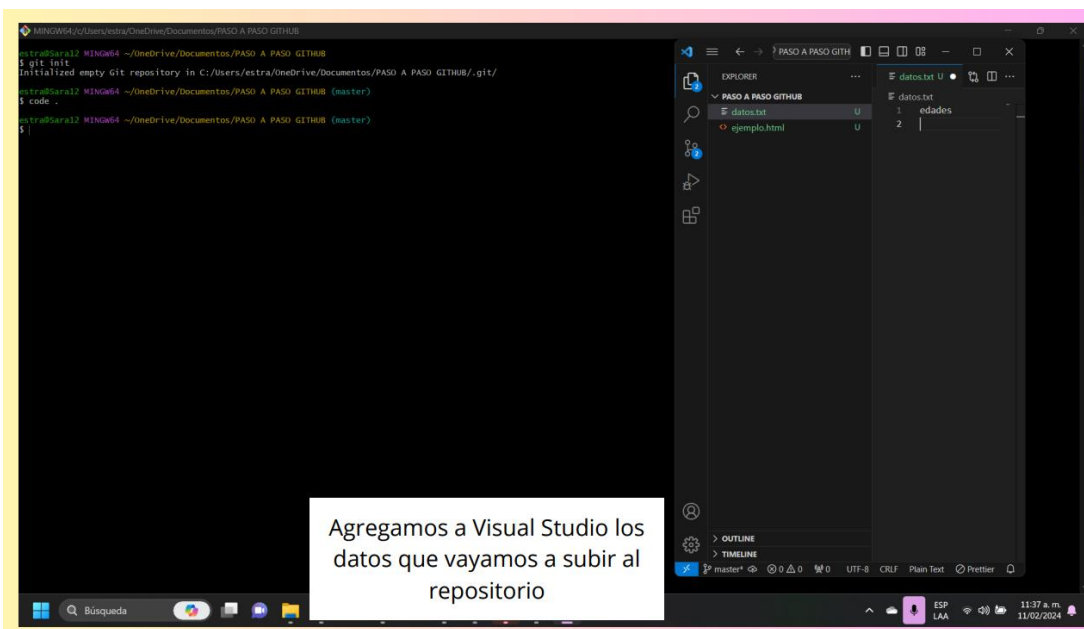 MINGW64:/c/Users/estra/OneDrive/Documentos/PASO A PASO GITHUB
estra@Sara12 MINGW64 ~/OneDrive/Documentos/PASO A PASO GITHUB
$ git init
Initialized empty Git repository in C:/Users/estra/OneDrive/Documentos/PASO A PASO GITHUB/.git/
estra@Sara12 MINGW64 ~/OneDrive/Documentos/PASO A PASO GITHUB (master)
$ code .
estra@Sara12 MINGW64 ~/OneDrive/Documentos/PASO A PASO GITHUB (master)
$
PASO A PASO GITH
EXPLORER
PASO A PASO GITHUB
datos.txt U
ejemplo.html U
2
2
OUTLINE
TIMELINE
datos.txt U
datos.txt
1 edades
2
master* 0 0 0 UTF-8 CRLF Plain Text Prettier
Agregamos a Visual Studio los
datos que vayamos a subir al
repositorio
Búsqueda
ESP
LAA
11:37 a. m.
11/02/2024